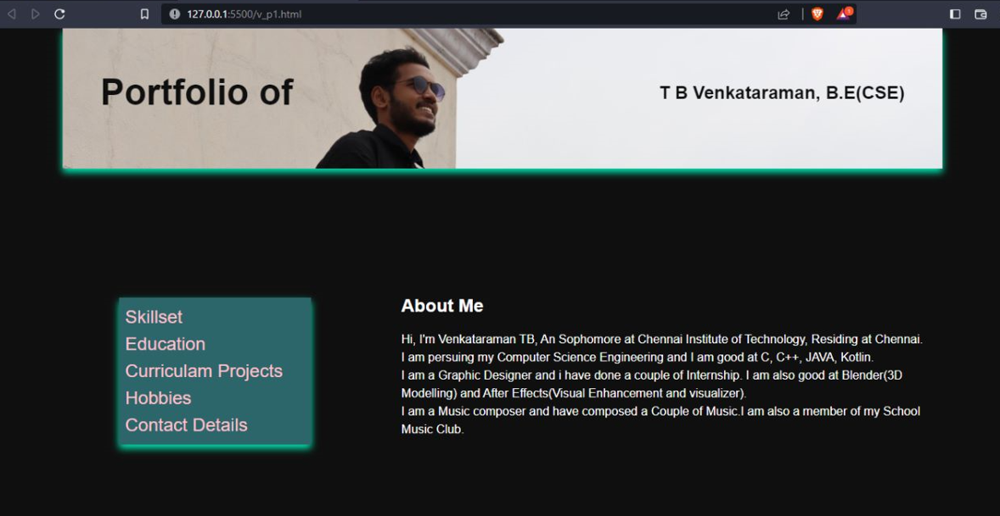 127.0.0.1:5500/v_p1.html
1
Portfolio of
T B Venkataraman, B.E(CSE)
Skillset
Education
Curriculam Projects
Hobbies
Contact Details
About Me
Hi, I'm Venkataraman TB, An Sophomore at Chennai Institute of Technology, Residing at Chennai.
I am persuing my Computer Science Engineering and I am good at C, C++, JAVA, Kotlin.
I am a Graphic Designer and i have done a couple of Internship. I am also good at Blender(3D
Modelling) and After Effects(Visual Enhancement and visualizer).
I am a Music composer and have composed a Couple of Music.I am also a member of my School
Music Club.